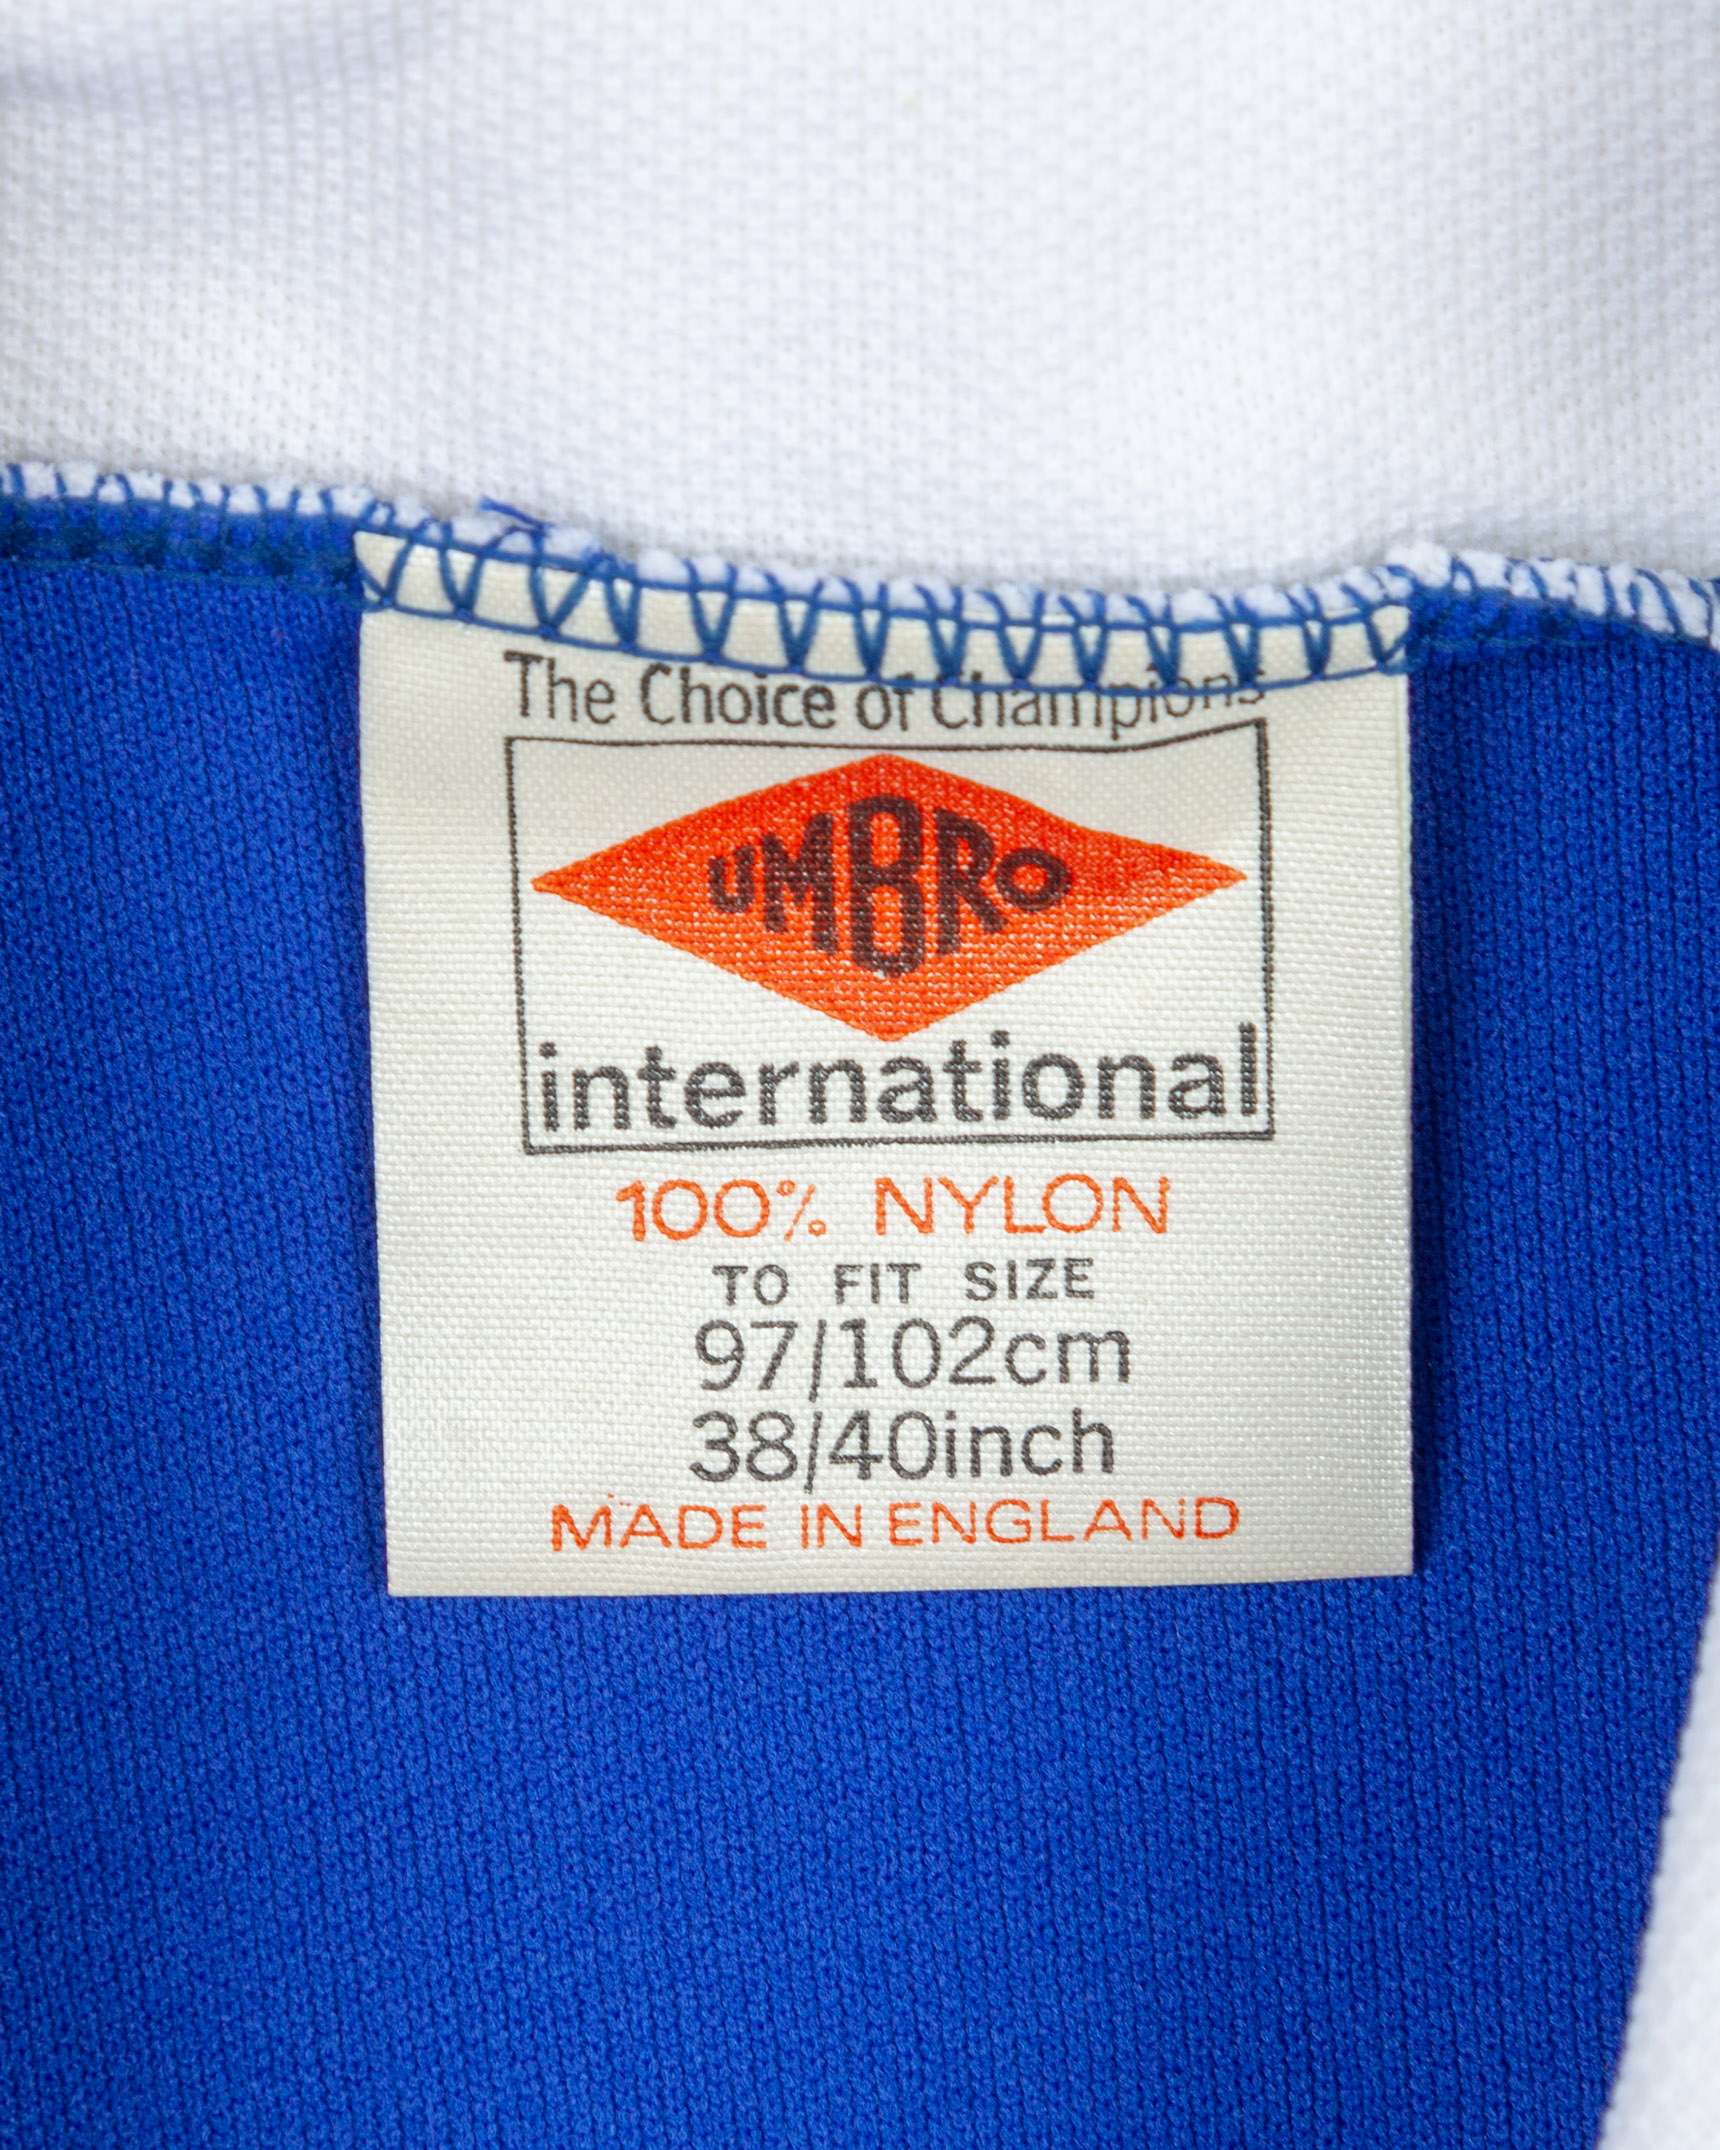 The Choice of Champions
UMBRO
international
100% NYLON
TO FIT SIZE
97/102cm
38/40inch
MADE IN ENGLAND